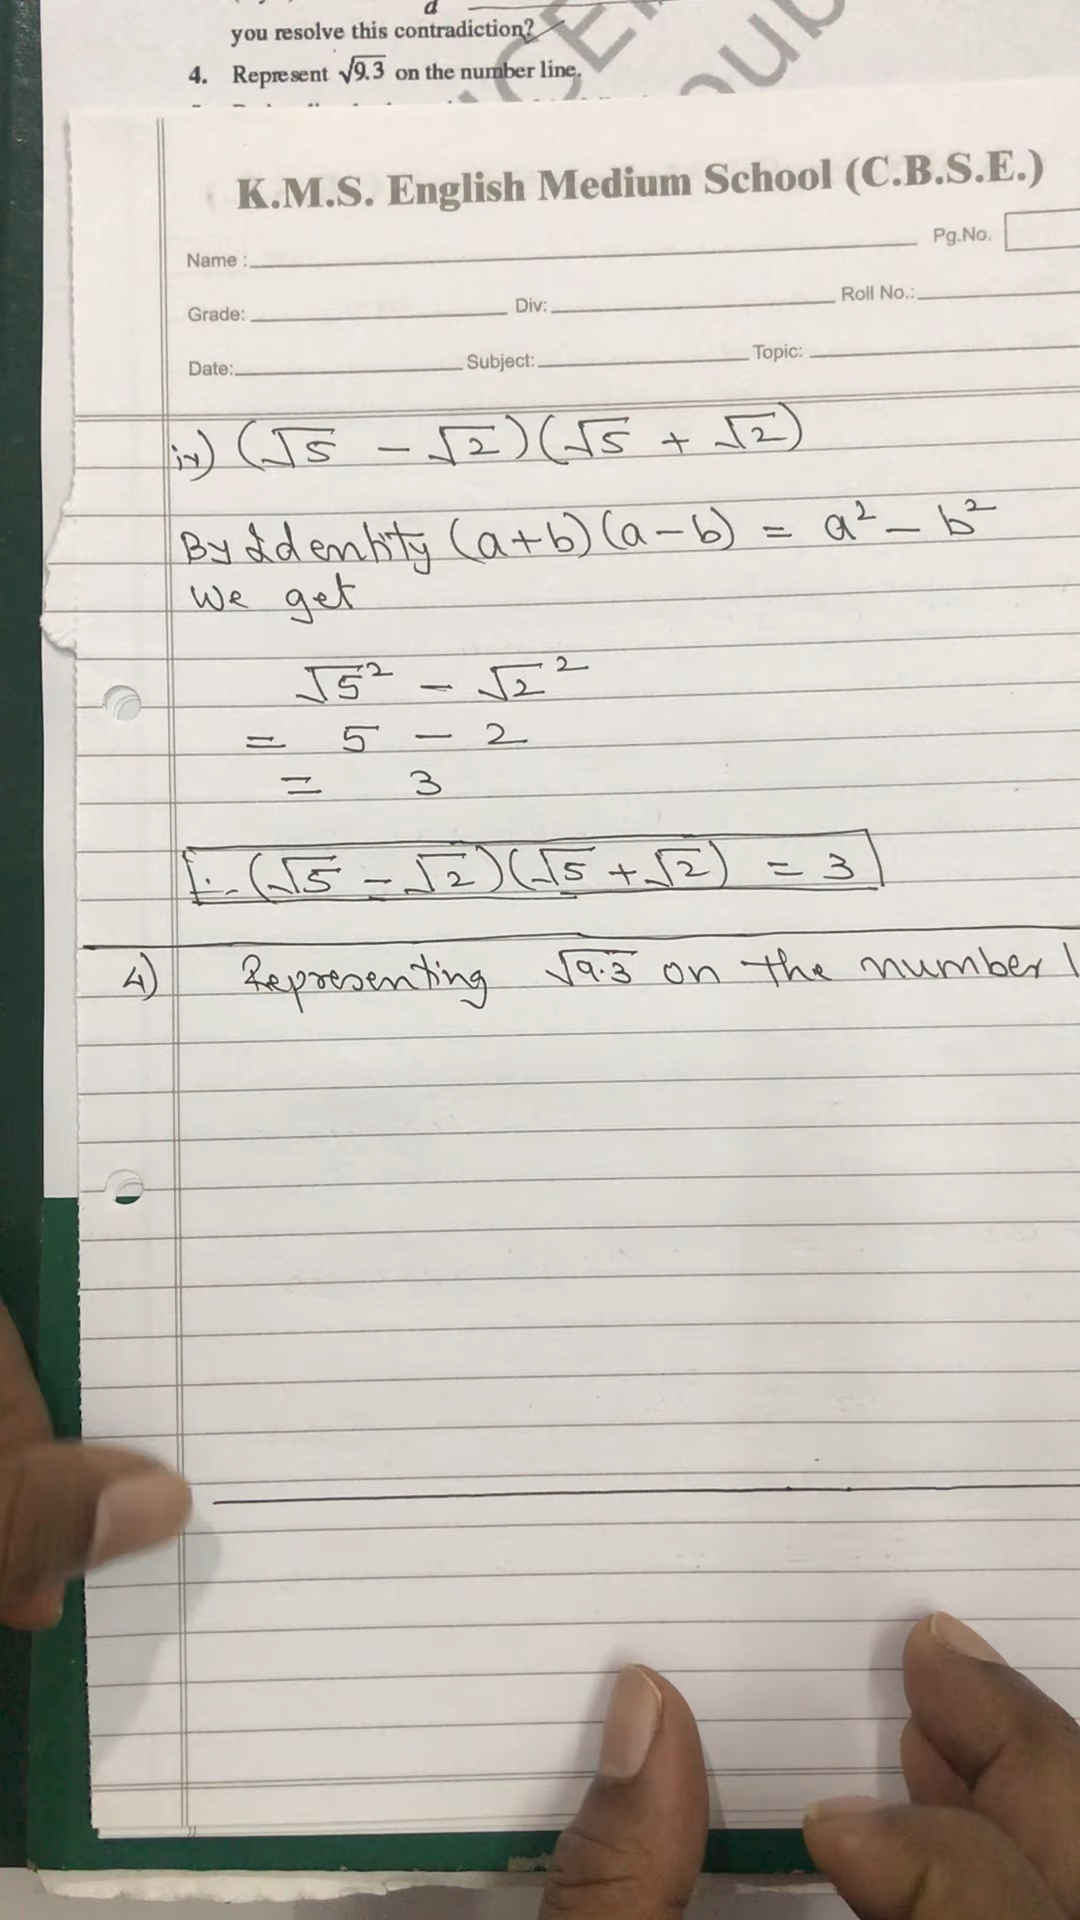 d
you resolve this contradiction?
4. Represent √9.3 on the number line.
K.M.S. English Medium School (C.B.S.E.)
Pg.No.
Name :
Grade: Div: Roll No.:
Date: Subject: Topic:
iv) (√5 - √2)(√5 + √2)
By Identity (a+b)(a-b) = a² - b²
We get
√5² - √2²
= 5 - 2
= 3
∴ (√5 - √2)(√5 + √2) = 3
4) Representing √9.3 on the number l